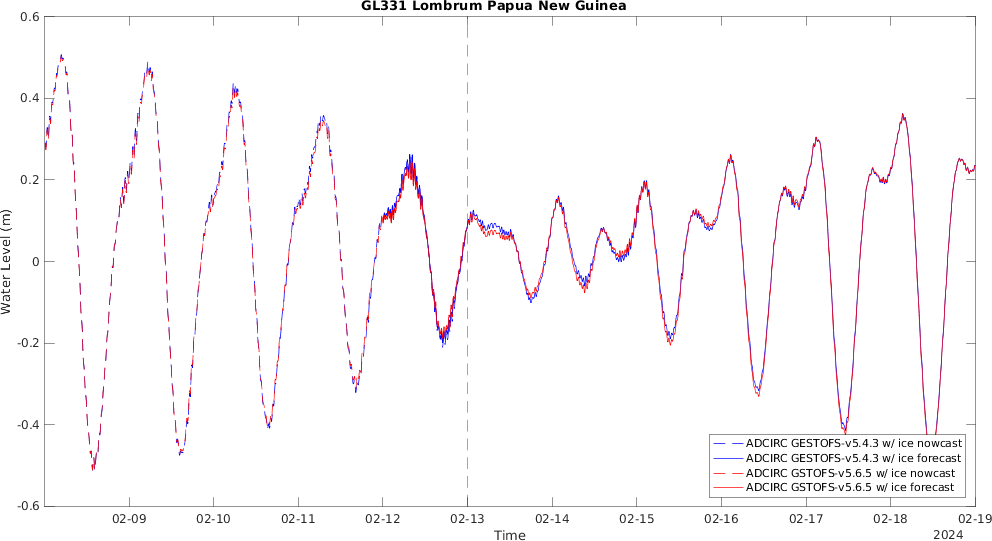 GL331 Lombrum Papua New Guinea
Water Level (m)
0.6
0.4
0.2
0
-0.2
-0.4
-0.6
ADCIRC GESTOFS-v5.4.3 w/ ice nowcast
ADCIRC GESTOFS-v5.4.3 w/ ice forecast
ADCIRC GSTOFS-v5.6.5 w/ ice nowcast
ADCIRC GSTOFS-v5.6.5 w/ ice forecast
02-09 02-10 02-11 02-12 02-13 02-14 02-15 02-16 02-17 02-18 02-19
Time
2024